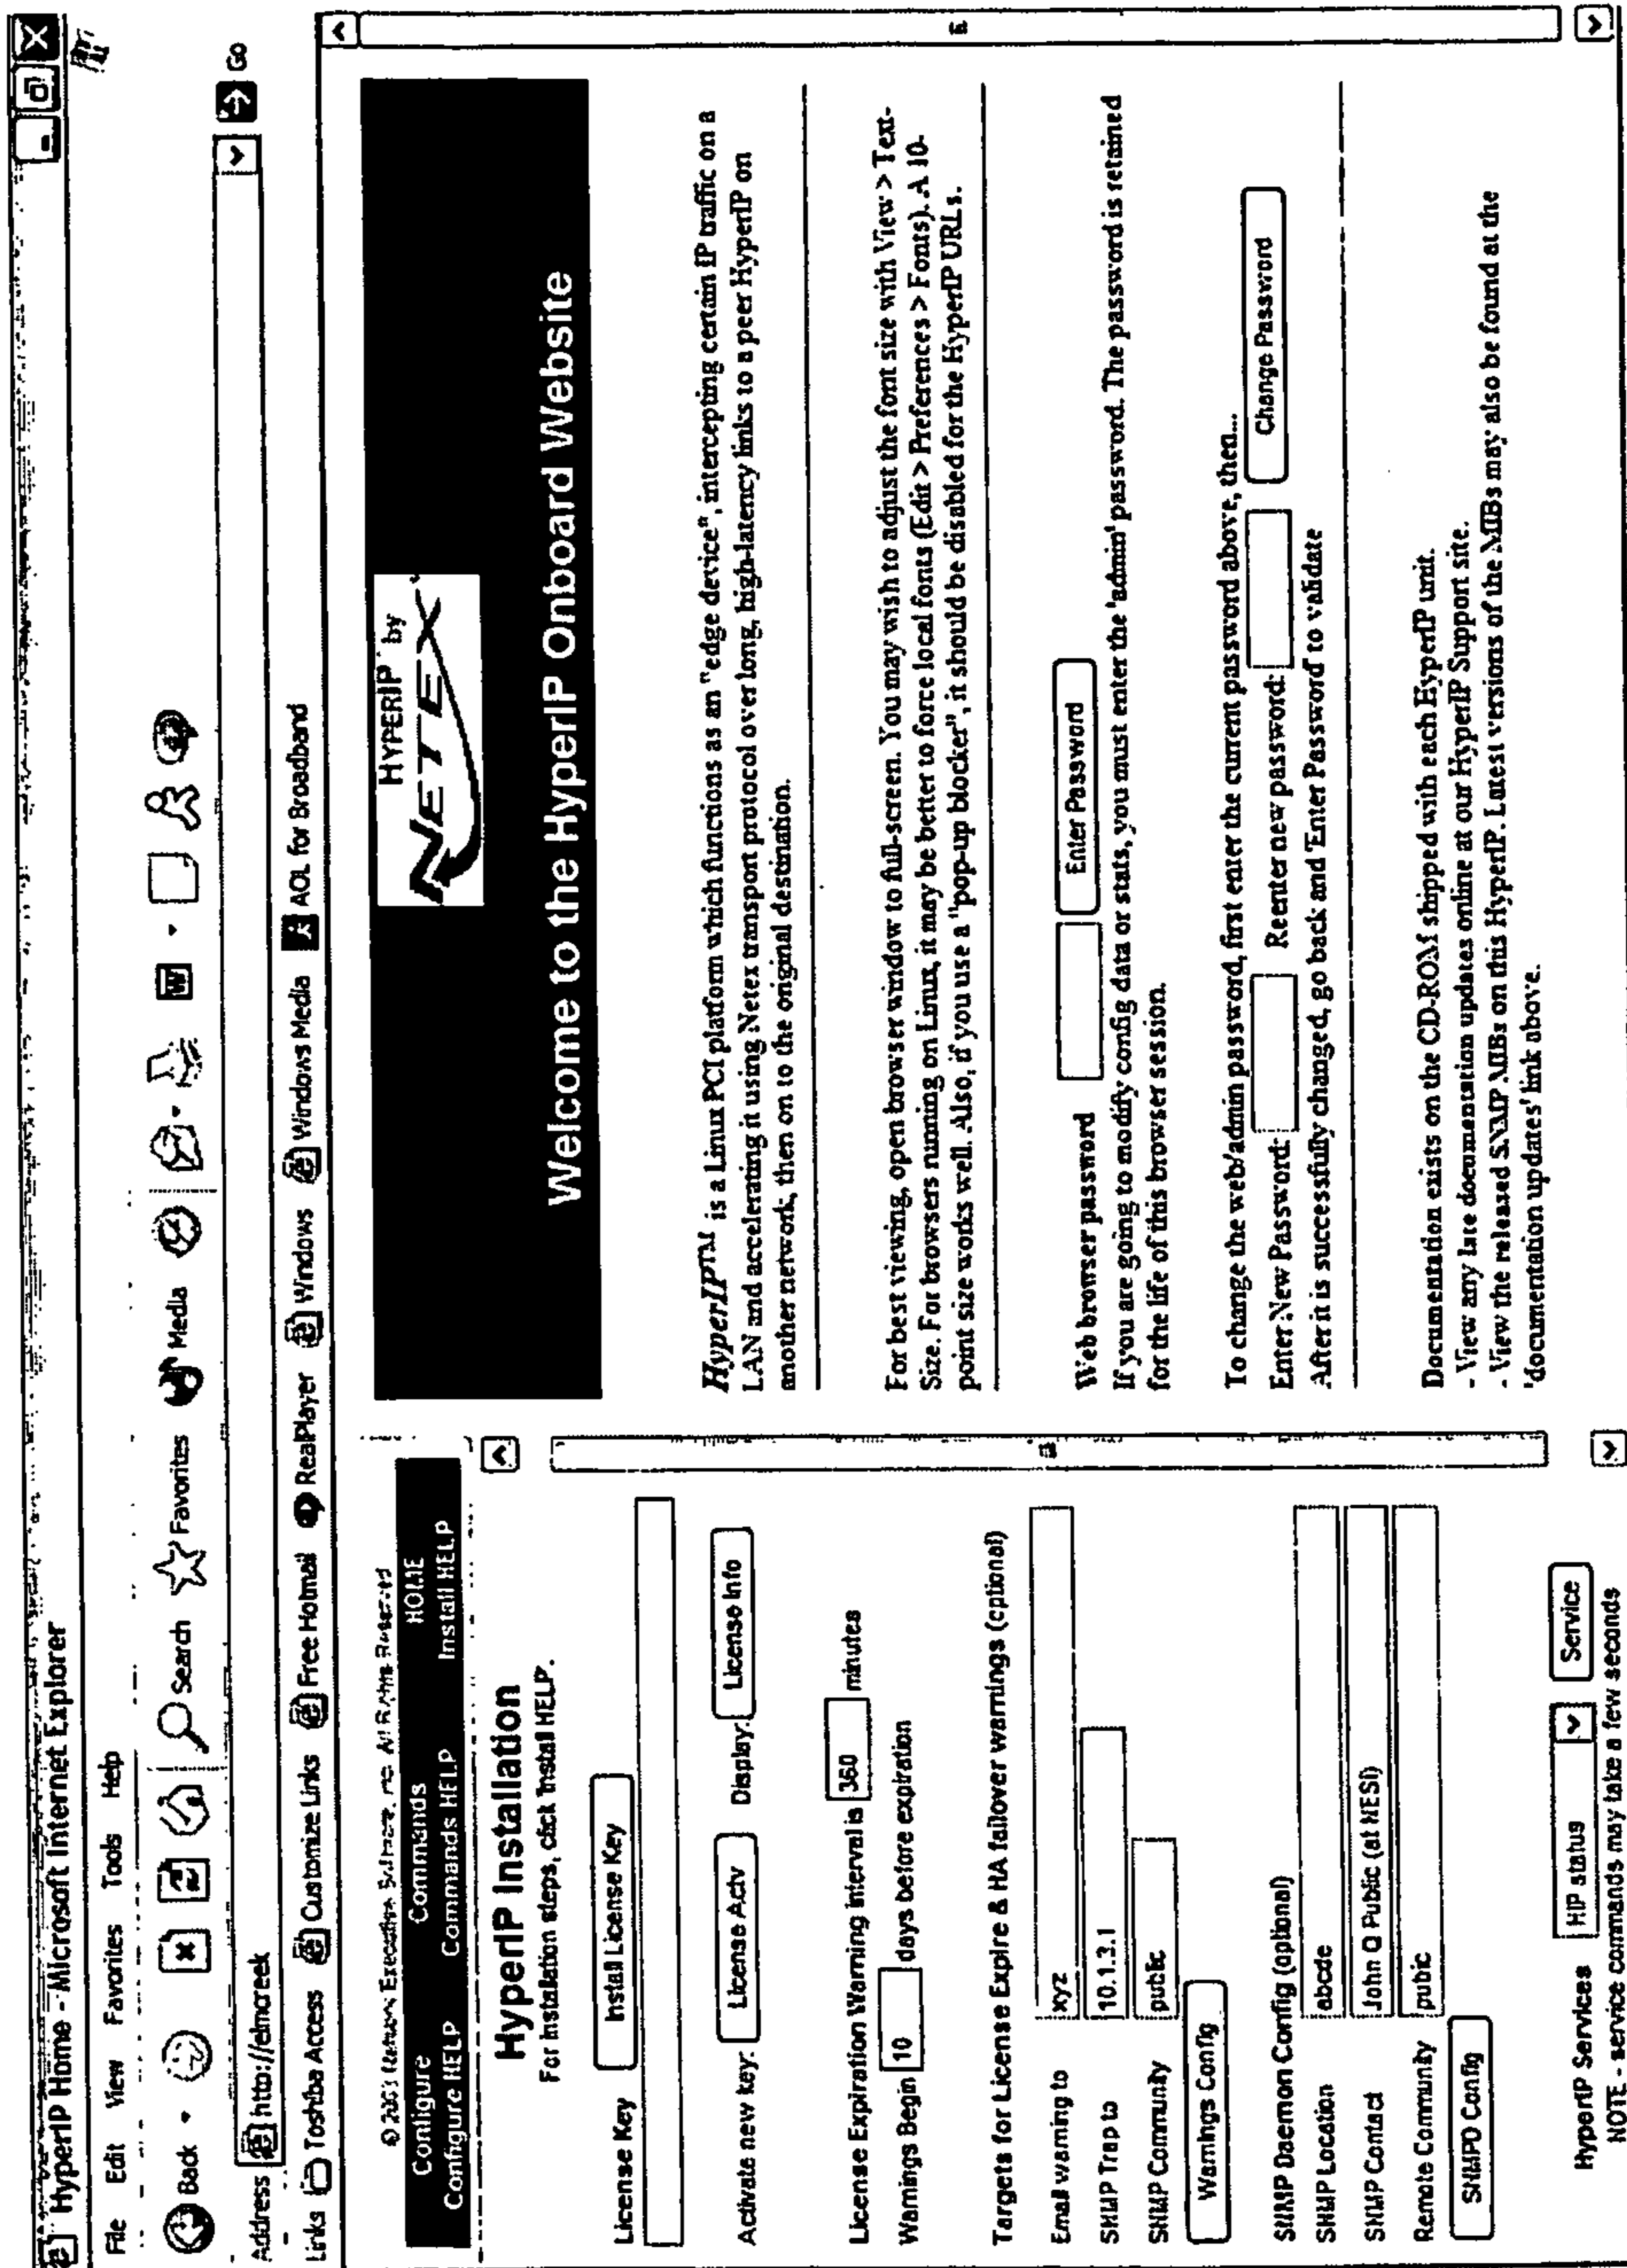 HyperIP Home - Microsoft Internet Explorer
File Edit View Favorites Tools Help
Back Search Favorites Media
Address http://elmcreek Go
Links Toshiba Access Customize Links Free Hotmail RealPlayer Windows Windows Media AOL for Broadband
© 2003 Network Executive Software, Inc. All Rights Reserved
Configure Commands HOME
Configure HELP Commands HELP Install HELP
HyperIP Installation
For installation steps, click Install HELP.
License Key Install License Key
Activate new key: License Actv Display: License Info
License Expiration Warning interval is 360 minutes
Warnings Begin 10 days before expiration
Targets for License Expire & HA failover warnings (optional)
Email warning to xyz
SNMP Trap to 10.1.3.1
SNMP Community public
Warnings Config
SNMP Daemon Config (optional)
SNMP Location abcde
SNMP Contact John Q Public (at NESI)
Remote Community public
SNMPD Config
HyperIP Services HIP status Service
NOTE - service commands may take a few seconds
HYPERIP by
NETEX
Welcome to the HyperIP Onboard Website
HyperIP™ is a Linux PCI platform which functions as an "edge device", intercepting certain IP traffic on a
LAN and accelerating it using Netex transport protocol over long, high-latency links to a peer HyperIP on
another network, then on to the original destination.
For best viewing, open browser window to full-screen. You may wish to adjust the font size with View > Text-
Size. For browsers running on Linux, it may be better to force local fonts (Edit > Preferences > Fonts). A 10-
point size works well. Also, if you use a "pop-up blocker", it should be disabled for the HyperIP URLs.
Web browser password Enter Password
If you are going to modify config data or stats, you must enter the 'admin' password. The password is retained
for the life of this browser session.
To change the web/admin password, first enter the current password above, then...
Enter New Password: Reenter new password: Change Password
After it is successfully changed, go back and 'Enter Password' to validate
Documentation exists on the CD-ROM shipped with each HyperIP unit.
- View any late documentation updates online at our HyperIP Support site.
- View the released SNMP MIBs on this HyperIP. Latest versions of the MIBs may also be found at the
'documentation updates' link above.